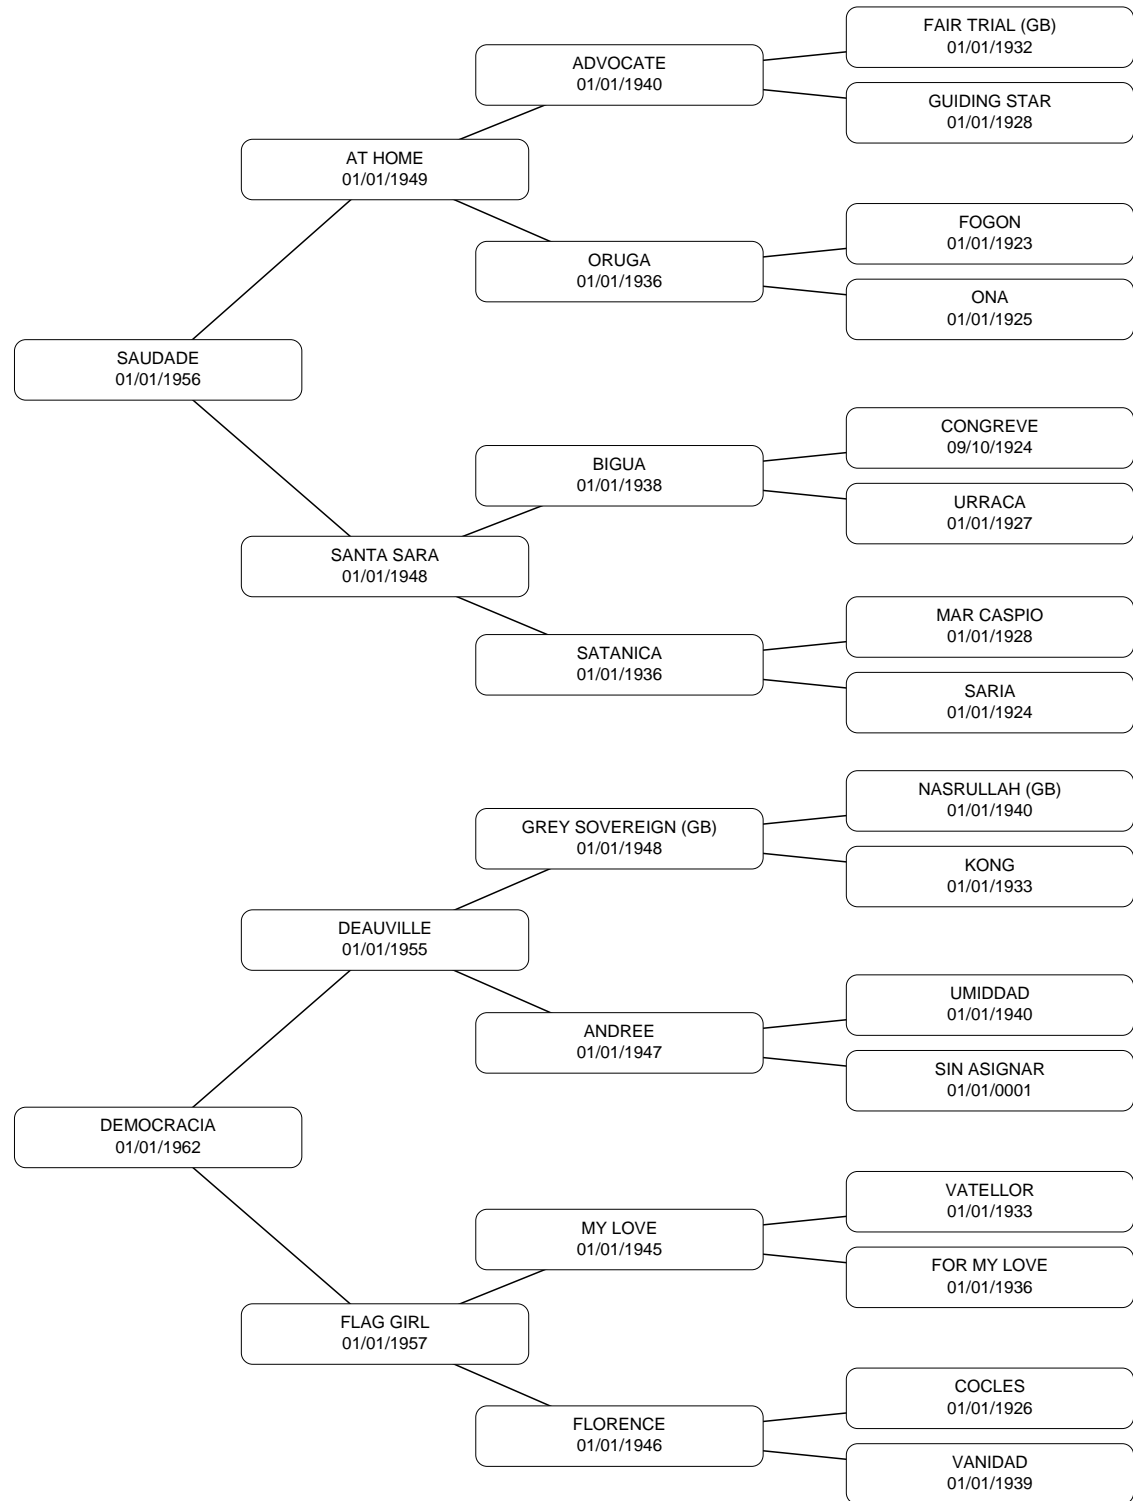 FAIR TRIAL (GB)
01/01/1932
ADVOCATE
01/01/1940
GUIDING STAR
01/01/1928
AT HOME
01/01/1949
FOGON
01/01/1923
ORUGA
01/01/1936
ONA
01/01/1925
SAUDADE
01/01/1956
CONGREVE
09/10/1924
BIGUA
01/01/1938
URRACA
01/01/1927
SANTA SARA
01/01/1948
MAR CASPIO
01/01/1928
SATANICA
01/01/1936
SARIA
01/01/1924
NASRULLAH (GB)
01/01/1940
GREY SOVEREIGN (GB)
01/01/1948
KONG
01/01/1933
DEAUVILLE
01/01/1955
UMIDDAD
01/01/1940
ANDREE
01/01/1947
SIN ASIGNAR
01/01/0001
DEMOCRACIA
01/01/1962
VATELLOR
01/01/1933
MY LOVE
01/01/1945
FOR MY LOVE
01/01/1936
FLAG GIRL
01/01/1957
COCLES
01/01/1926
FLORENCE
01/01/1946
VANIDAD
01/01/1939